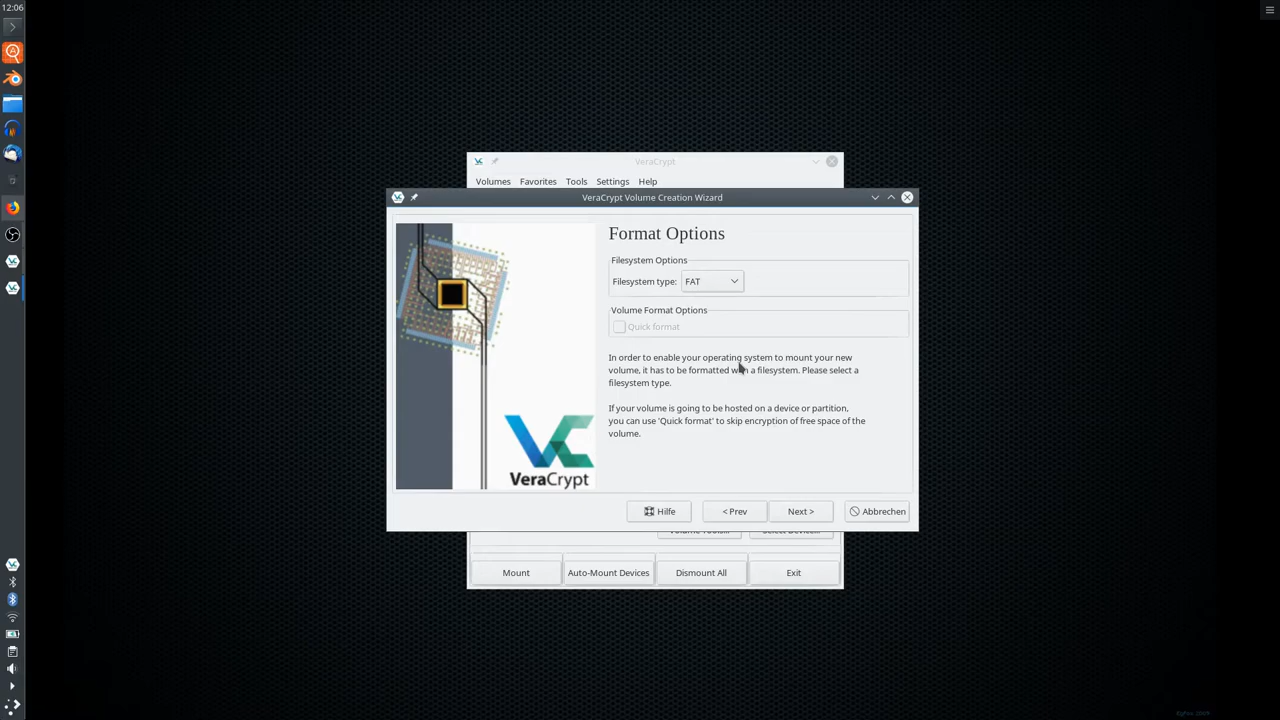 12:06
VeraCrypt
Volumes Favorites Tools Settings Help
VeraCrypt Volume Creation Wizard
Format Options
Filesystem Options
Filesystem type: FAT
Volume Format Options
Quick format
In order to enable your operating system to mount your new
volume, it has to be formatted with a filesystem. Please select a
filesystem type.
If your volume is going to be hosted on a device or partition,
you can use 'Quick format' to skip encryption of free space of the
volume.
VeraCrypt
Hilfe < Prev Next > Abbrechen
Volume Tools... Select Device...
Mount Auto-Mount Devices Dismount All Exit